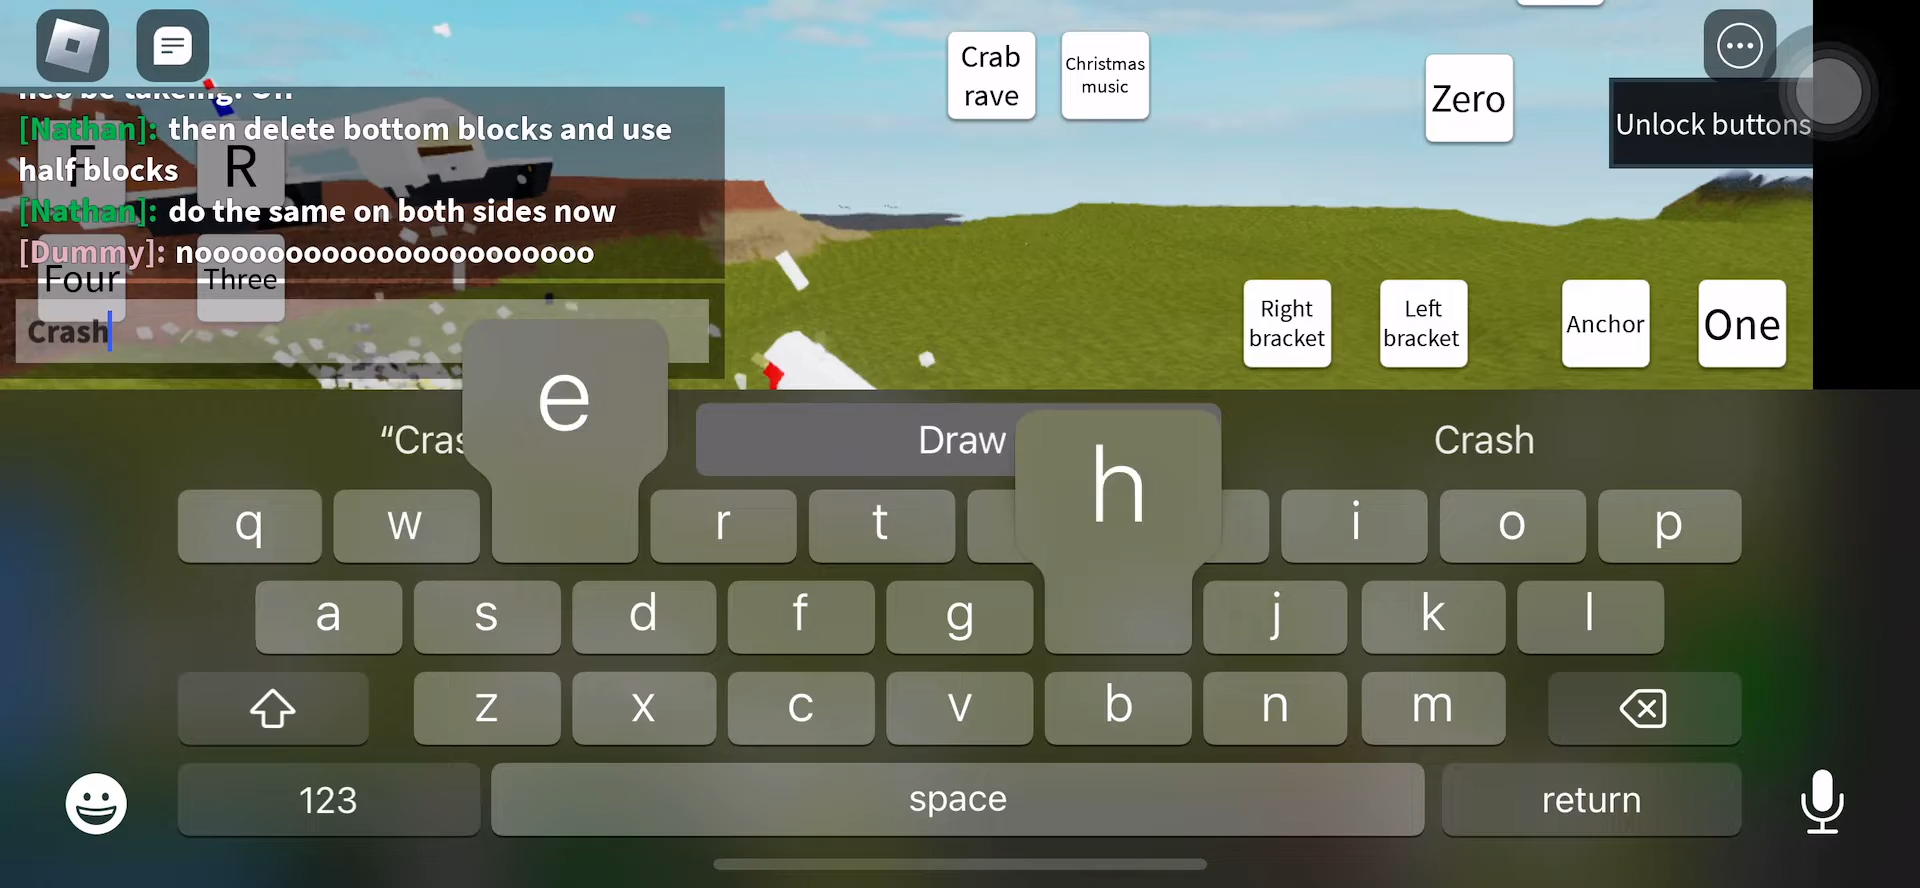 Crab rave
Christmas music
Zero
Unlock buttons
[Nathan]: then delete bottom blocks and use
half blocks
[Nathan]: do the same on both sides now
[Dummy]: nooooooooooooooooooooooo
F
R
Four
Three
Crash
Right bracket
Left bracket
Anchor
One
Draw
Crash
q w e r t i o p
a s d f g h j k l
z x c v b n m
123
space
return